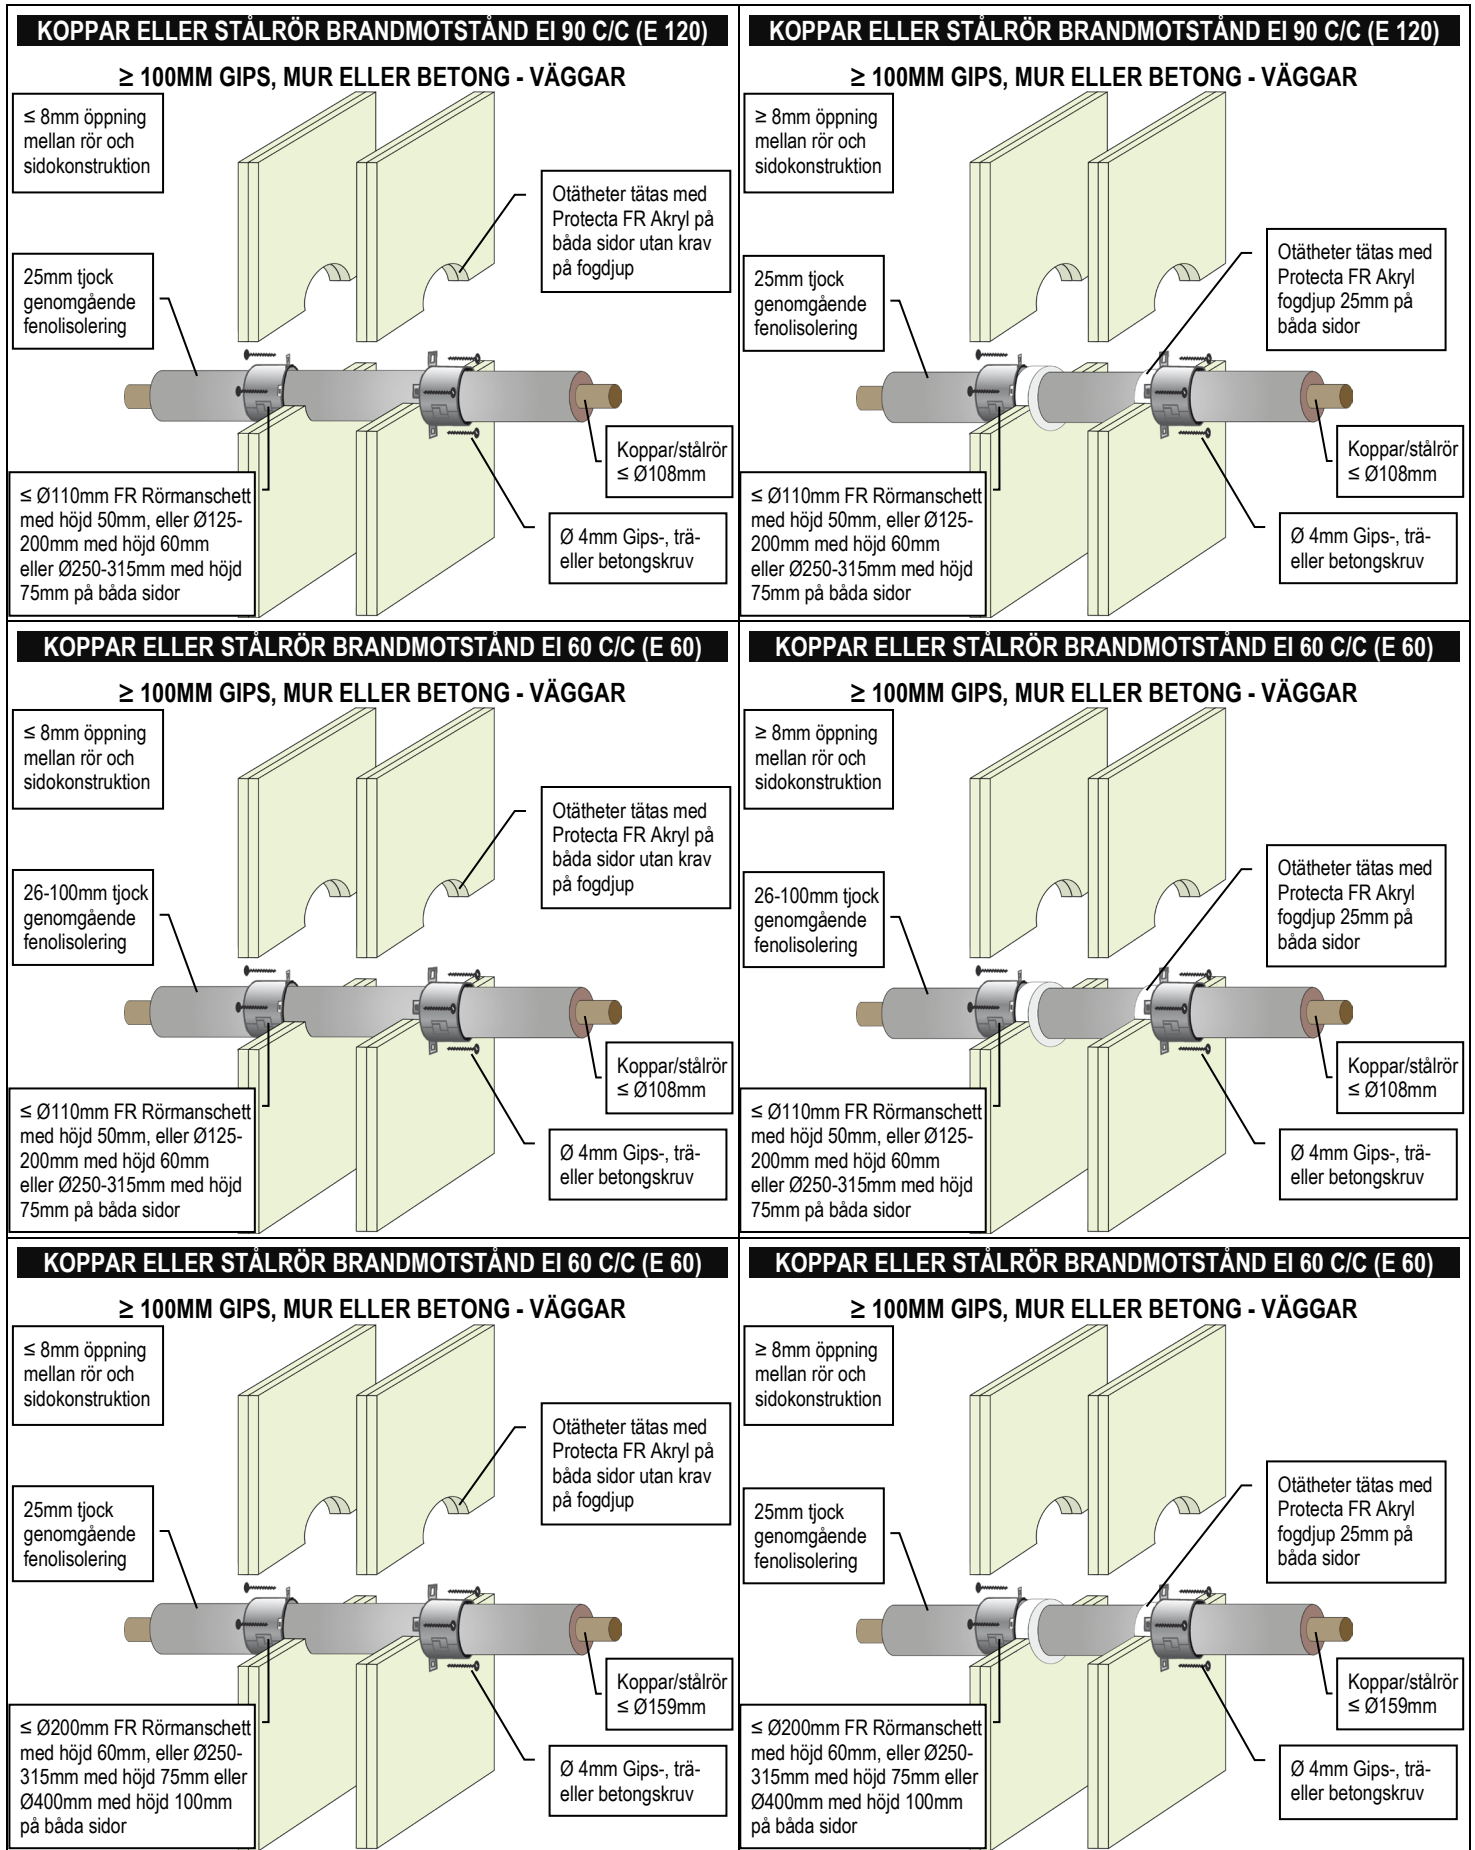 KOPPAR ELLER STÅLRÖR BRANDMOTSTÅND EI 90 C/C (E 120)
≥ 100MM GIPS, MUR ELLER BETONG - VÄGGAR
≤ 8mm öppning
mellan rör och
sidokonstruktion
Otätheter tätas med
Protecta FR Akryl på
båda sidor utan krav
på fogdjup
25mm tjock
genomgående
fenolisolering
Koppar/stålrör
≤ Ø108mm
≤ Ø110mm FR Rörmanschett
med höjd 50mm, eller Ø125-
200mm med höjd 60mm
eller Ø250-315mm med höjd
75mm på båda sidor
Ø 4mm Gips-, trä-
eller betongskruv
KOPPAR ELLER STÅLRÖR BRANDMOTSTÅND EI 90 C/C (E 120)
≥ 100MM GIPS, MUR ELLER BETONG - VÄGGAR
≥ 8mm öppning
mellan rör och
sidokonstruktion
Otätheter tätas med
Protecta FR Akryl
fogdjup 25mm på
båda sidor
25mm tjock
genomgående
fenolisolering
Koppar/stålrör
≤ Ø108mm
≤ Ø110mm FR Rörmanschett
med höjd 50mm, eller Ø125-
200mm med höjd 60mm
eller Ø250-315mm med höjd
75mm på båda sidor
Ø 4mm Gips-, trä-
eller betongskruv
KOPPAR ELLER STÅLRÖR BRANDMOTSTÅND EI 60 C/C (E 60)
≥ 100MM GIPS, MUR ELLER BETONG - VÄGGAR
≤ 8mm öppning
mellan rör och
sidokonstruktion
Otätheter tätas med
Protecta FR Akryl på
båda sidor utan krav
på fogdjup
26-100mm tjock
genomgående
fenolisolering
Koppar/stålrör
≤ Ø108mm
≤ Ø110mm FR Rörmanschett
med höjd 50mm, eller Ø125-
200mm med höjd 60mm
eller Ø250-315mm med höjd
75mm på båda sidor
Ø 4mm Gips-, trä-
eller betongskruv
KOPPAR ELLER STÅLRÖR BRANDMOTSTÅND EI 60 C/C (E 60)
≥ 100MM GIPS, MUR ELLER BETONG - VÄGGAR
≥ 8mm öppning
mellan rör och
sidokonstruktion
Otätheter tätas med
Protecta FR Akryl
fogdjup 25mm på
båda sidor
26-100mm tjock
genomgående
fenolisolering
Koppar/stålrör
≤ Ø108mm
≤ Ø110mm FR Rörmanschett
med höjd 50mm, eller Ø125-
200mm med höjd 60mm
eller Ø250-315mm med höjd
75mm på båda sidor
Ø 4mm Gips-, trä-
eller betongskruv
KOPPAR ELLER STÅLRÖR BRANDMOTSTÅND EI 60 C/C (E 60)
≥ 100MM GIPS, MUR ELLER BETONG - VÄGGAR
≤ 8mm öppning
mellan rör och
sidokonstruktion
Otätheter tätas med
Protecta FR Akryl på
båda sidor utan krav
på fogdjup
25mm tjock
genomgående
fenolisolering
Koppar/stålrör
≤ Ø159mm
≤ Ø200mm FR Rörmanschett
med höjd 60mm, eller Ø250-
315mm med höjd 75mm eller
Ø400mm med höjd 100mm
på båda sidor
Ø 4mm Gips-, trä-
eller betongskruv
KOPPAR ELLER STÅLRÖR BRANDMOTSTÅND EI 60 C/C (E 60)
≥ 100MM GIPS, MUR ELLER BETONG - VÄGGAR
≥ 8mm öppning
mellan rör och
sidokonstruktion
Otätheter tätas med
Protecta FR Akryl
fogdjup 25mm på
båda sidor
25mm tjock
genomgående
fenolisolering
Koppar/stålrör
≤ Ø159mm
≤ Ø200mm FR Rörmanschett
med höjd 60mm, eller Ø250-
315mm med höjd 75mm eller
Ø400mm med höjd 100mm
på båda sidor
Ø 4mm Gips-, trä-
eller betongskruv